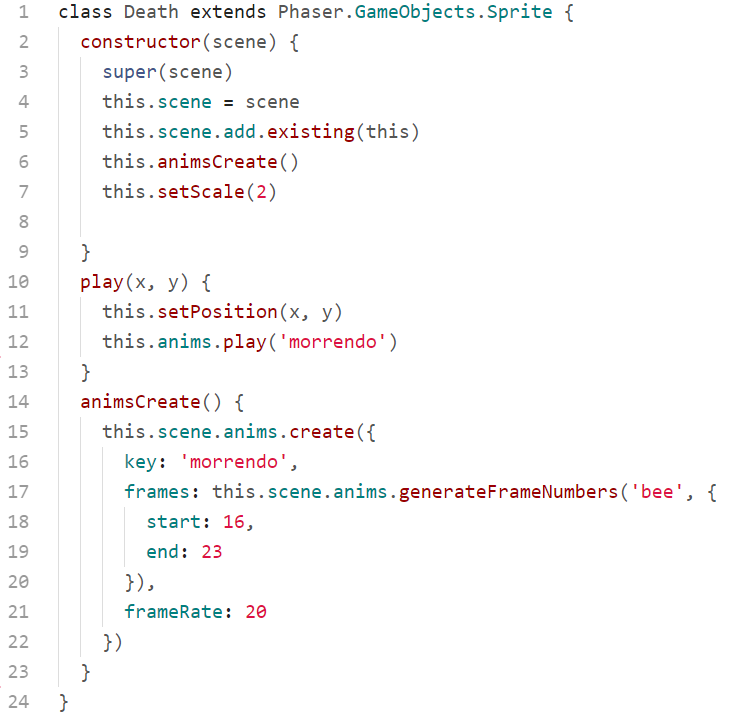 1 class Death extends Phaser.GameObjects.Sprite {
2 constructor(scene) {
3 super(scene)
4 this.scene = scene
5 this.scene.add.existing(this)
6 this.animsCreate()
7 this.setScale(2)
8
9 }
10 play(x, y) {
11 this.setPosition(x, y)
12 this.anims.play('morrendo')
13 }
14 animsCreate() {
15 this.scene.anims.create({
16 key: 'morrendo',
17 frames: this.scene.anims.generateFrameNumbers('bee', {
18 start: 16,
19 end: 23
20 }),
21 frameRate: 20
22 })
23 }
24 }